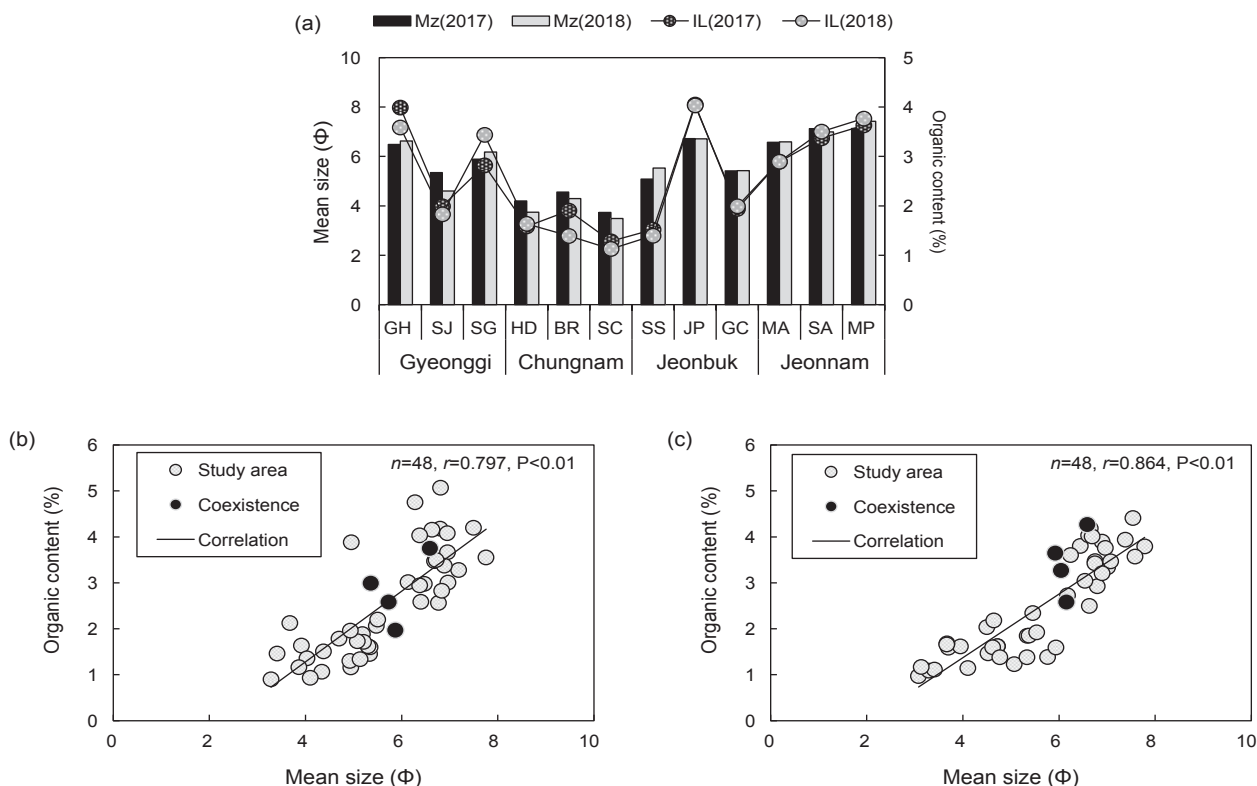 (a)
Mz(2017) Mz(2018) IL(2017) IL(2018)
10 5
8 4
6 3
4 2
2 1
0 0
Mean size (Φ)
Organic content (%)
GH SJ SG HD BR SC SS JP GC MA SA MP
Gyeonggi Chungnam Jeonbuk Jeonnam
(b)
6
5
4
3
2
1
0
Organic content (%)
Study area
Coexistence
Correlation
n=48, r=0.797, P<0.01
0 2 4 6 8 10
Mean size (Φ)
(c)
6
5
4
3
2
1
0
Organic content (%)
Study area
Coexistence
Correlation
n=48, r=0.864, P<0.01
0 2 4 6 8 10
Mean size (Φ)